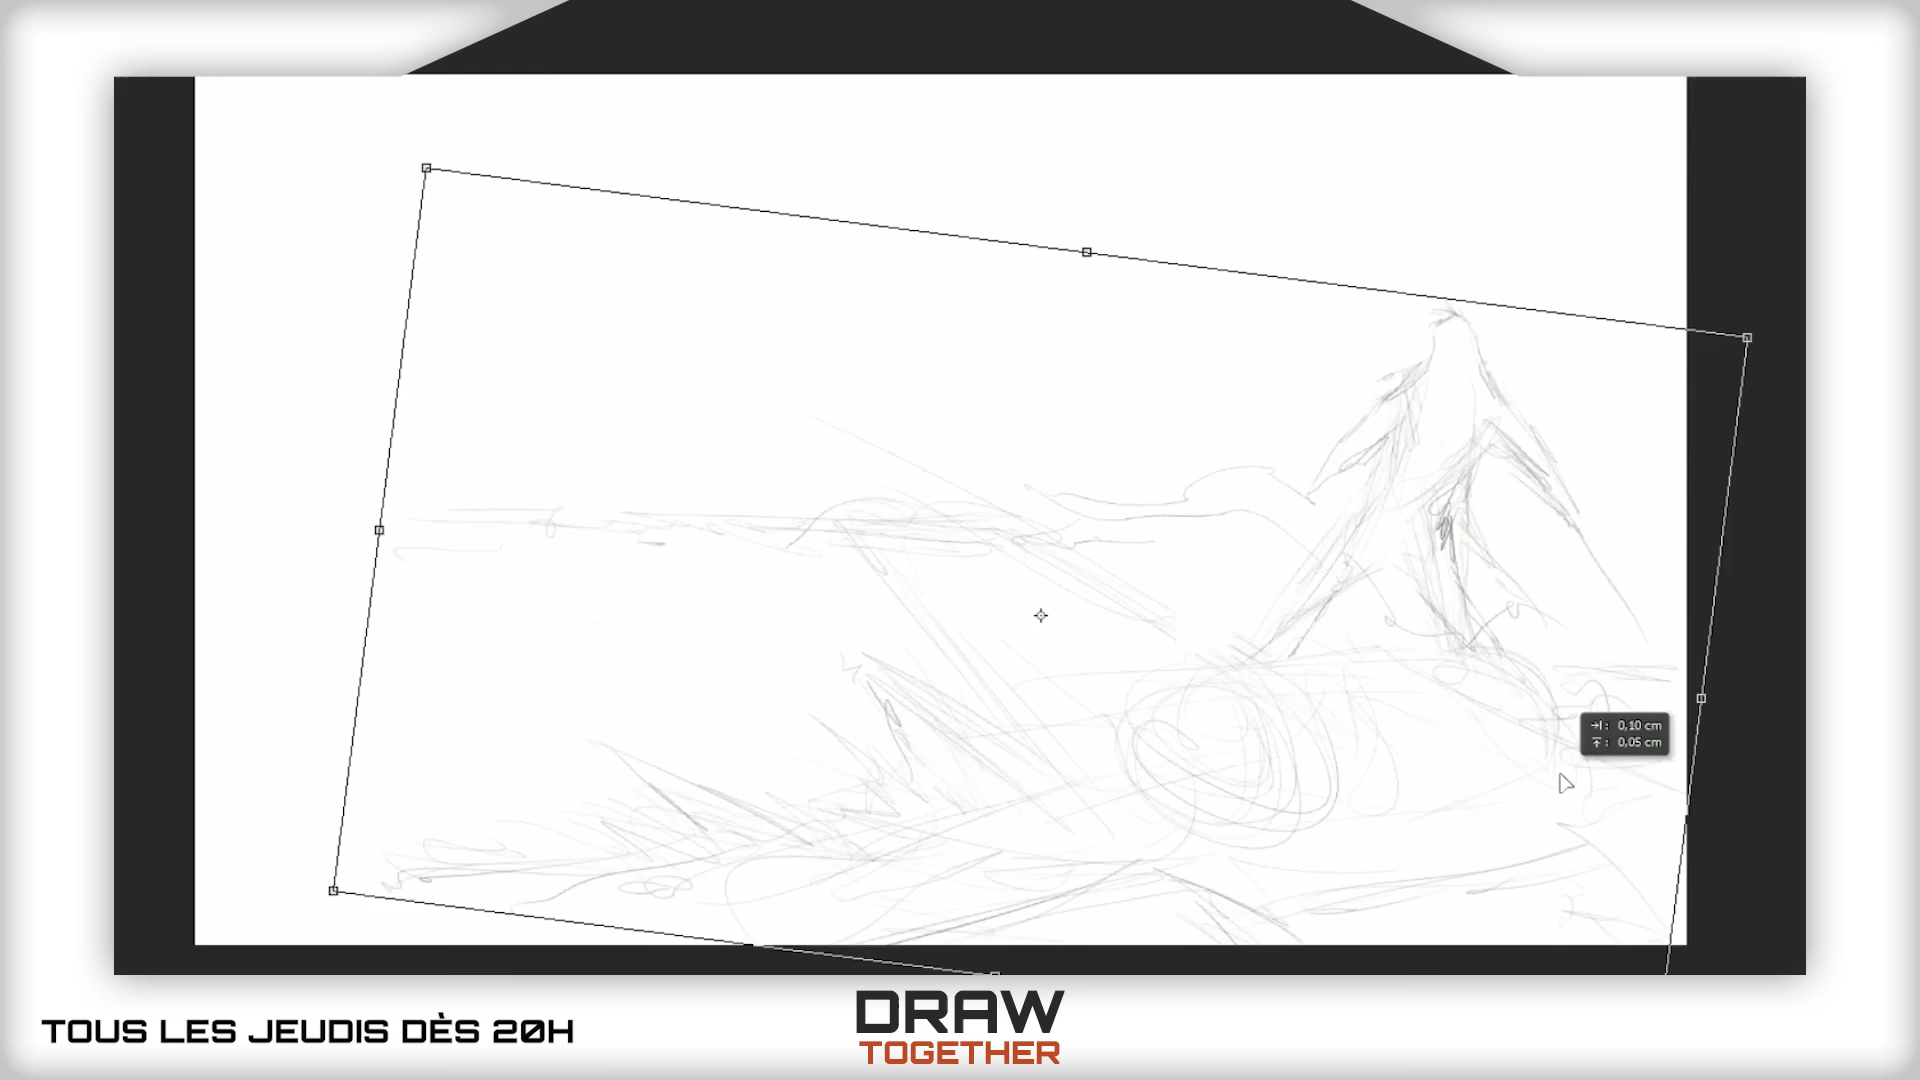 →|: 0,10 cm
↑: 0,05 cm
TOUS LES JEUDIS DÈS 20H
DRAW
TOGETHER